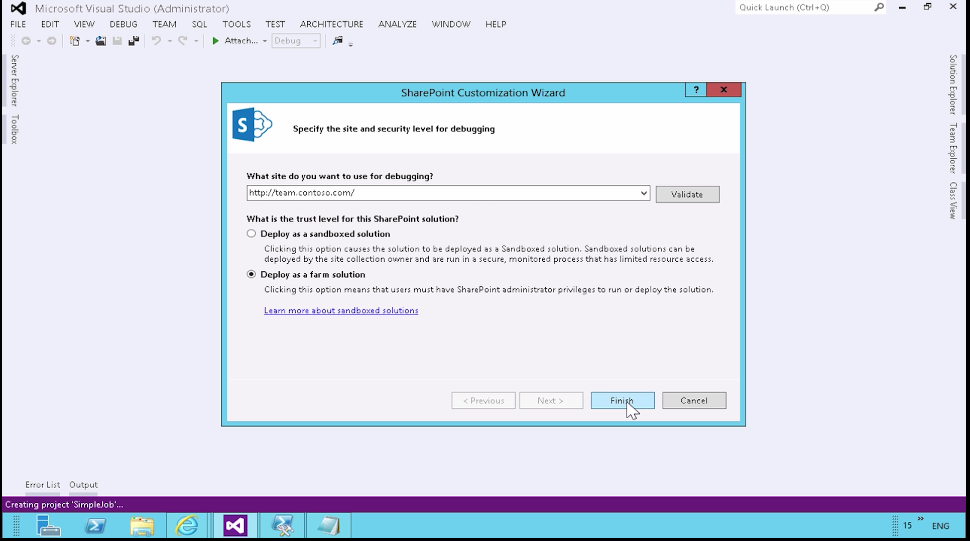 Microsoft Visual Studio (Administrator)
Quick Launch (Ctrl+Q)
FILE EDIT VIEW DEBUG TEAM SQL TOOLS TEST ARCHITECTURE ANALYZE WINDOW HELP
Attach... Debug
Server Explorer
Toolbox
Solution Explorer
Team Explorer
Class View
SharePoint Customization Wizard
?
S
Specify the site and security level for debugging
What site do you want to use for debugging?
http://team.contoso.com/
Validate
What is the trust level for this SharePoint solution?
Deploy as a sandboxed solution
Clicking this option causes the solution to be deployed as a Sandboxed solution. Sandboxed solutions can be
deployed by the site collection owner and are run in a secure, monitored process that has limited resource access.
Deploy as a farm solution
Clicking this option means that users must have SharePoint administrator privileges to run or deploy the solution.
Learn more about sandboxed solutions
< Previous Next > Finish Cancel
Error List Output
Creating project 'SimpleJob'...
15 ENG